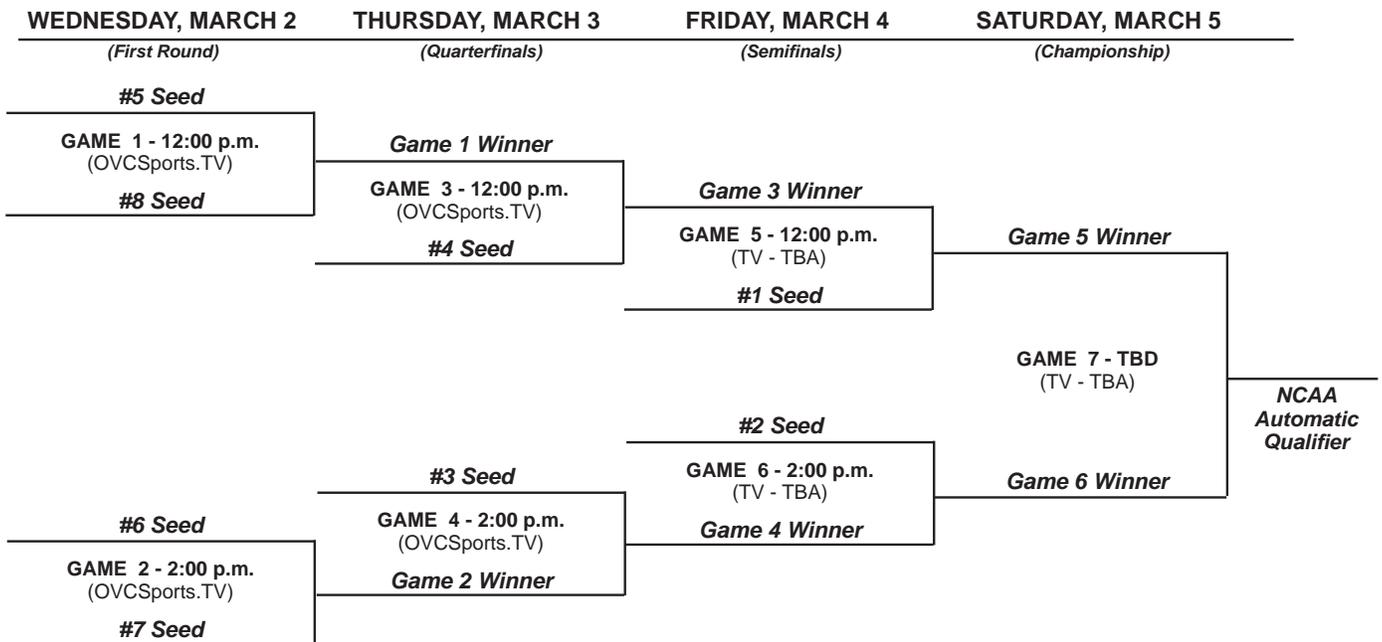 WEDNESDAY, MARCH 2
(First Round)
THURSDAY, MARCH 3
(Quarterfinals)
FRIDAY, MARCH 4
(Semifinals)
SATURDAY, MARCH 5
(Championship)
#5 Seed
GAME 1 - 12:00 p.m.
(OVCSports.TV)
#8 Seed
Game 1 Winner
GAME 3 - 12:00 p.m.
(OVCSports.TV)
#4 Seed
Game 3 Winner
GAME 5 - 12:00 p.m.
(TV - TBA)
#1 Seed
Game 5 Winner
GAME 7 - TBD
(TV - TBA)
NCAA
Automatic
Qualifier
#2 Seed
GAME 6 - 2:00 p.m.
(TV - TBA)
Game 4 Winner
Game 6 Winner
#3 Seed
GAME 4 - 2:00 p.m.
(OVCSports.TV)
Game 2 Winner
#6 Seed
GAME 2 - 2:00 p.m.
(OVCSports.TV)
#7 Seed